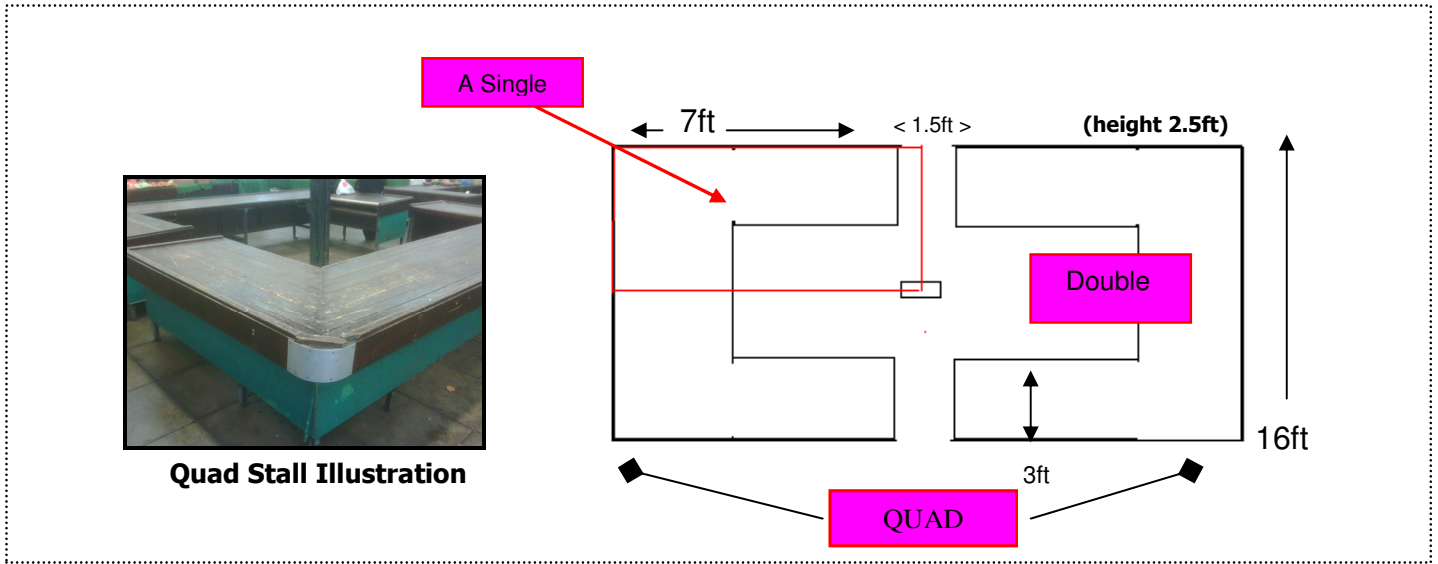 A Single
7ft
< 1.5ft >
(height 2.5ft)
Double
16ft
3ft
Quad Stall Illustration
QUAD